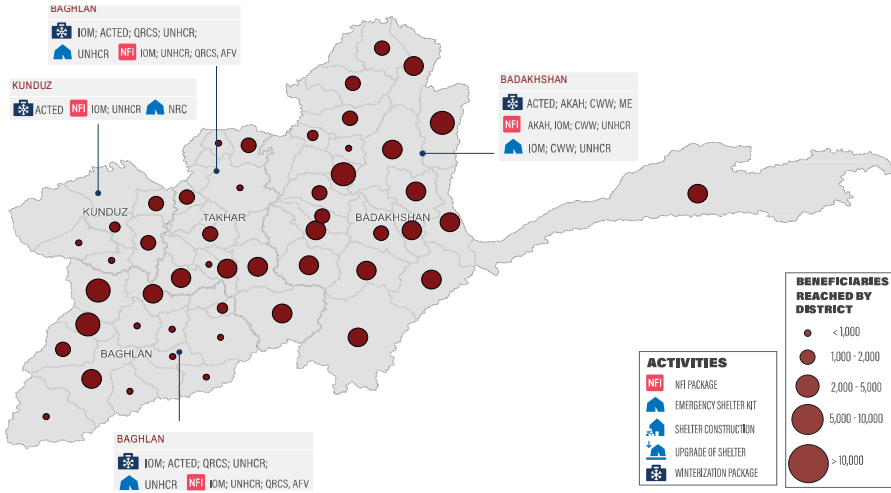 BAGHLAN
IOM; ACTED; QRCS; UNHCR;
UNHCR NFI IOM; UNHCR; QRCS, AFV
KUNDUZ
ACTED NFI IOM; UNHCR NRC
BADAKHSHAN
ACTED; AKAH; CWW; ME
NFI AKAH, IOM; CWW; UNHCR
IOM; CWW; UNHCR
KUNDUZ
TAKHAR
BADAKHSHAN
BAGHLAN
BAGHLAN
IOM; ACTED; QRCS; UNHCR;
UNHCR NFI IOM; UNHCR; QRCS, AFV
ACTIVITIES
NFI NFI PACKAGE
EMERGENCY SHELTER KIT
SHELTER CONSTRUCTION
UPGRADE OF SHELTER
WINTERIZATION PACKAGE
BENEFICIARIES
REACHED BY
DISTRICT
< 1,000
1,000 - 2,000
2,000 - 5,000
5,000 - 10,000
> 10,000